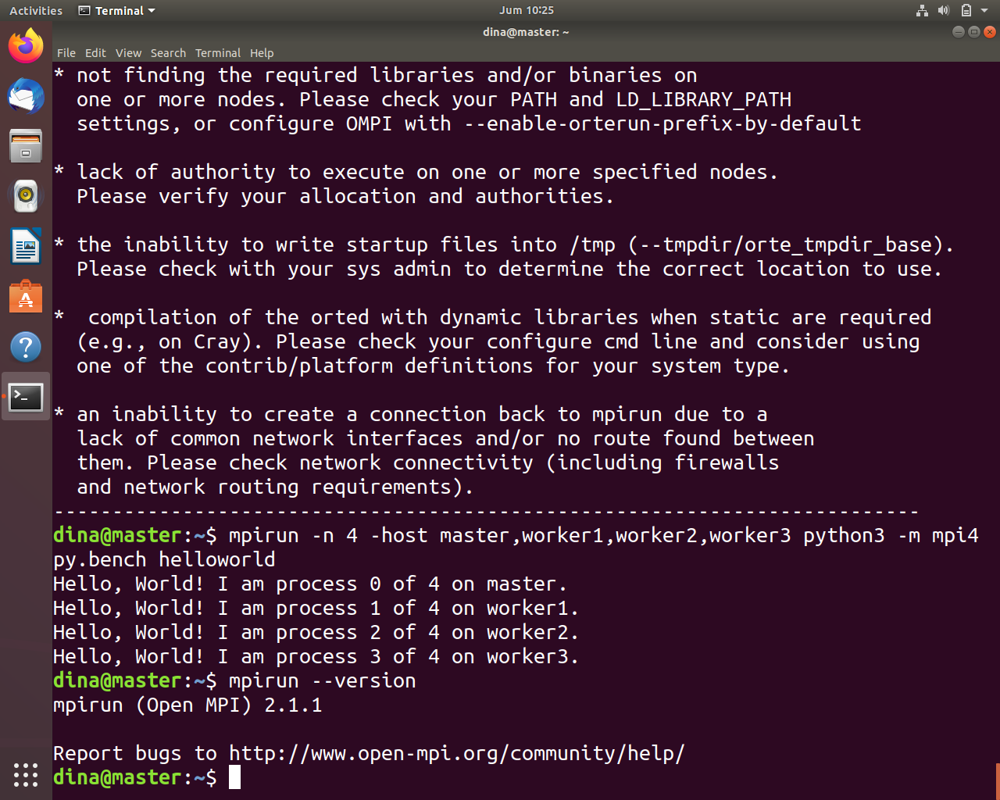 Activities Terminal Jum 10:25
dina@master: ~
File Edit View Search Terminal Help
* not finding the required libraries and/or binaries on
  one or more nodes. Please check your PATH and LD_LIBRARY_PATH
  settings, or configure OMPI with --enable-orterun-prefix-by-default

* lack of authority to execute on one or more specified nodes.
  Please verify your allocation and authorities.

* the inability to write startup files into /tmp (--tmpdir/orte_tmpdir_base).
  Please check with your sys admin to determine the correct location to use.

*  compilation of the orted with dynamic libraries when static are required
  (e.g., on Cray). Please check your configure cmd line and consider using
  one of the contrib/platform definitions for your system type.

* an inability to create a connection back to mpirun due to a
  lack of common network interfaces and/or no route found between
  them. Please check network connectivity (including firewalls
  and network routing requirements).
--------------------------------------------------------------------------
dina@master:~$ mpirun -n 4 -host master,worker1,worker2,worker3 python3 -m mpi4
py.bench helloworld
Hello, World! I am process 0 of 4 on master.
Hello, World! I am process 1 of 4 on worker1.
Hello, World! I am process 2 of 4 on worker2.
Hello, World! I am process 3 of 4 on worker3.
dina@master:~$ mpirun --version
mpirun (Open MPI) 2.1.1

Report bugs to http://www.open-mpi.org/community/help/
dina@master:~$